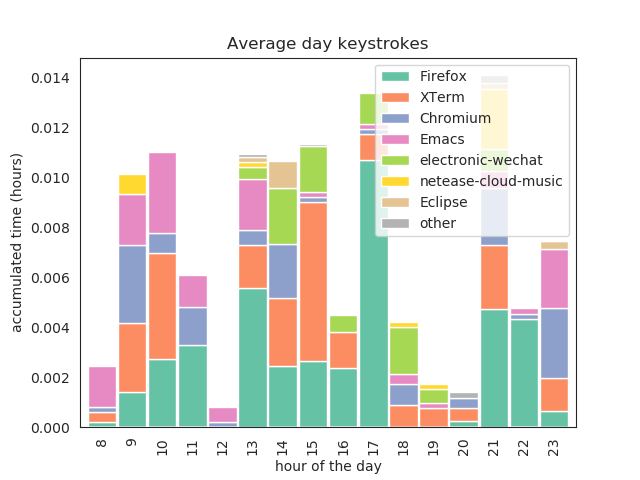 Average day keystrokes
accumulated time (hours)
0.014
0.012
0.010
0.008
0.006
0.004
0.002
0.000
Firefox
XTerm
Chromium
Emacs
electronic-wechat
netease-cloud-music
Eclipse
other
8 9 10 11 12 13 14 15 16 17 18 19 20 21 22 23
hour of the day